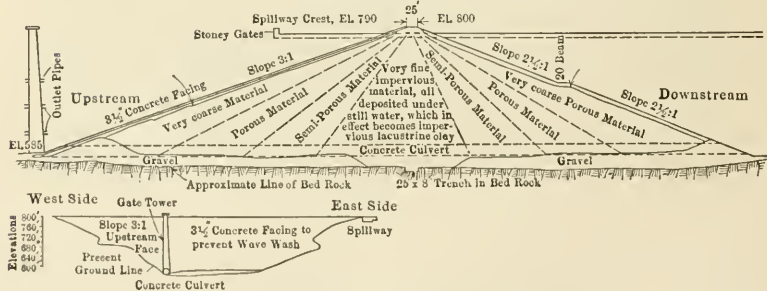 25'
Spillway Crest, EL 790
EL 800
Stoney Gates
Outlet Pipes
Upstream
3½" Concrete Facing
Slope 3:1
Very coarse Material
Porous Material
Semi-Porous Material
Very fine
impervious
material, all
deposited under
still water, which in
effect becomes imper-
vious lacustrine cley
Semi-Porous Material
Porous Material
Very coarse Porous Material
Slope 2½:1
20' Beam
Slope 2½:1
Downstream
EL 585
Concrete Culvert
Gravel
Gravel
Approximate Line of Bed Rock
25 x 8 Trench In Bed Rock
West Side
Gate Tower
East Side
Elevations
800'
760'
720'
680
640
600
Slope 3:1
Upstream
Face
Present
Ground Line
3½" Concrete Facing to
prevent Wave Wash
Spillway
Concrete Culvert